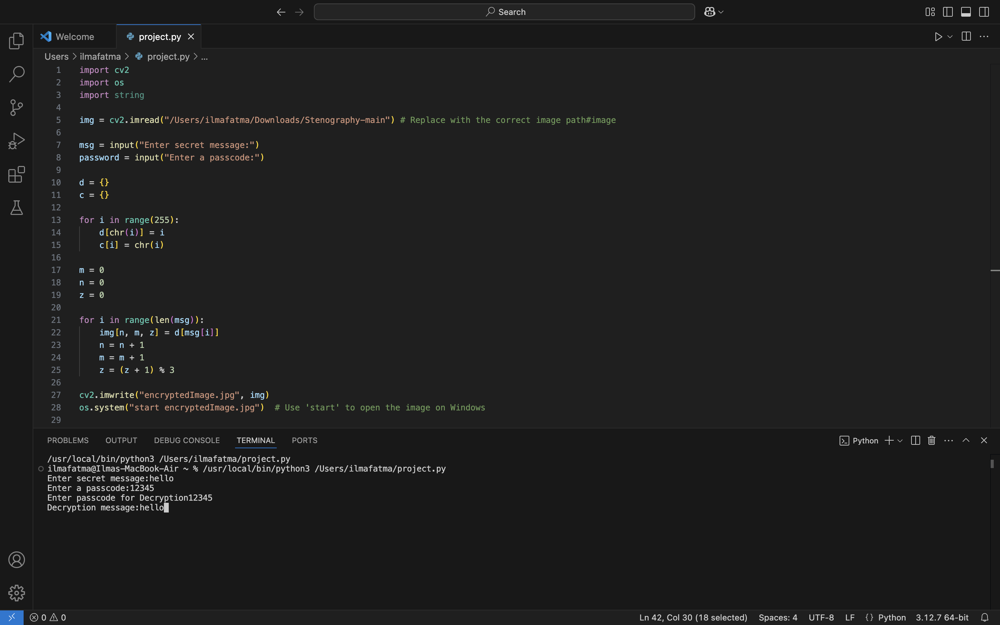 Search
Welcome
project.py
Users > ilmafatma > project.py > ...
1 import cv2
2 import os
3 import string
4
5 img = cv2.imread("/Users/ilmafatma/Downloads/Stenography-main") # Replace with the correct image path#image
6
7 msg = input("Enter secret message:")
8 password = input("Enter a passcode:")
9
10 d = {}
11 c = {}
12
13 for i in range(255):
14     d[chr(i)] = i
15     c[i] = chr(i)
16
17 m = 0
18 n = 0
19 z = 0
20
21 for i in range(len(msg)):
22     img[n, m, z] = d[msg[i]]
23     n = n + 1
24     m = m + 1
25     z = (z + 1) % 3
26
27 cv2.imwrite("encryptedImage.jpg", img)
28 os.system("start encryptedImage.jpg")  # Use 'start' to open the image on Windows
29
PROBLEMS OUTPUT DEBUG CONSOLE TERMINAL PORTS
Python
/usr/local/bin/python3 /Users/ilmafatma/project.py
ilmafatma@Ilmas-MacBook-Air ~ % /usr/local/bin/python3 /Users/ilmafatma/project.py
Enter secret message:hello
Enter a passcode:12345
Enter passcode for Decryption12345
Decryption message:hello
0 0
Ln 42, Col 30 (18 selected) Spaces: 4 UTF-8 LF {} Python 3.12.7 64-bit